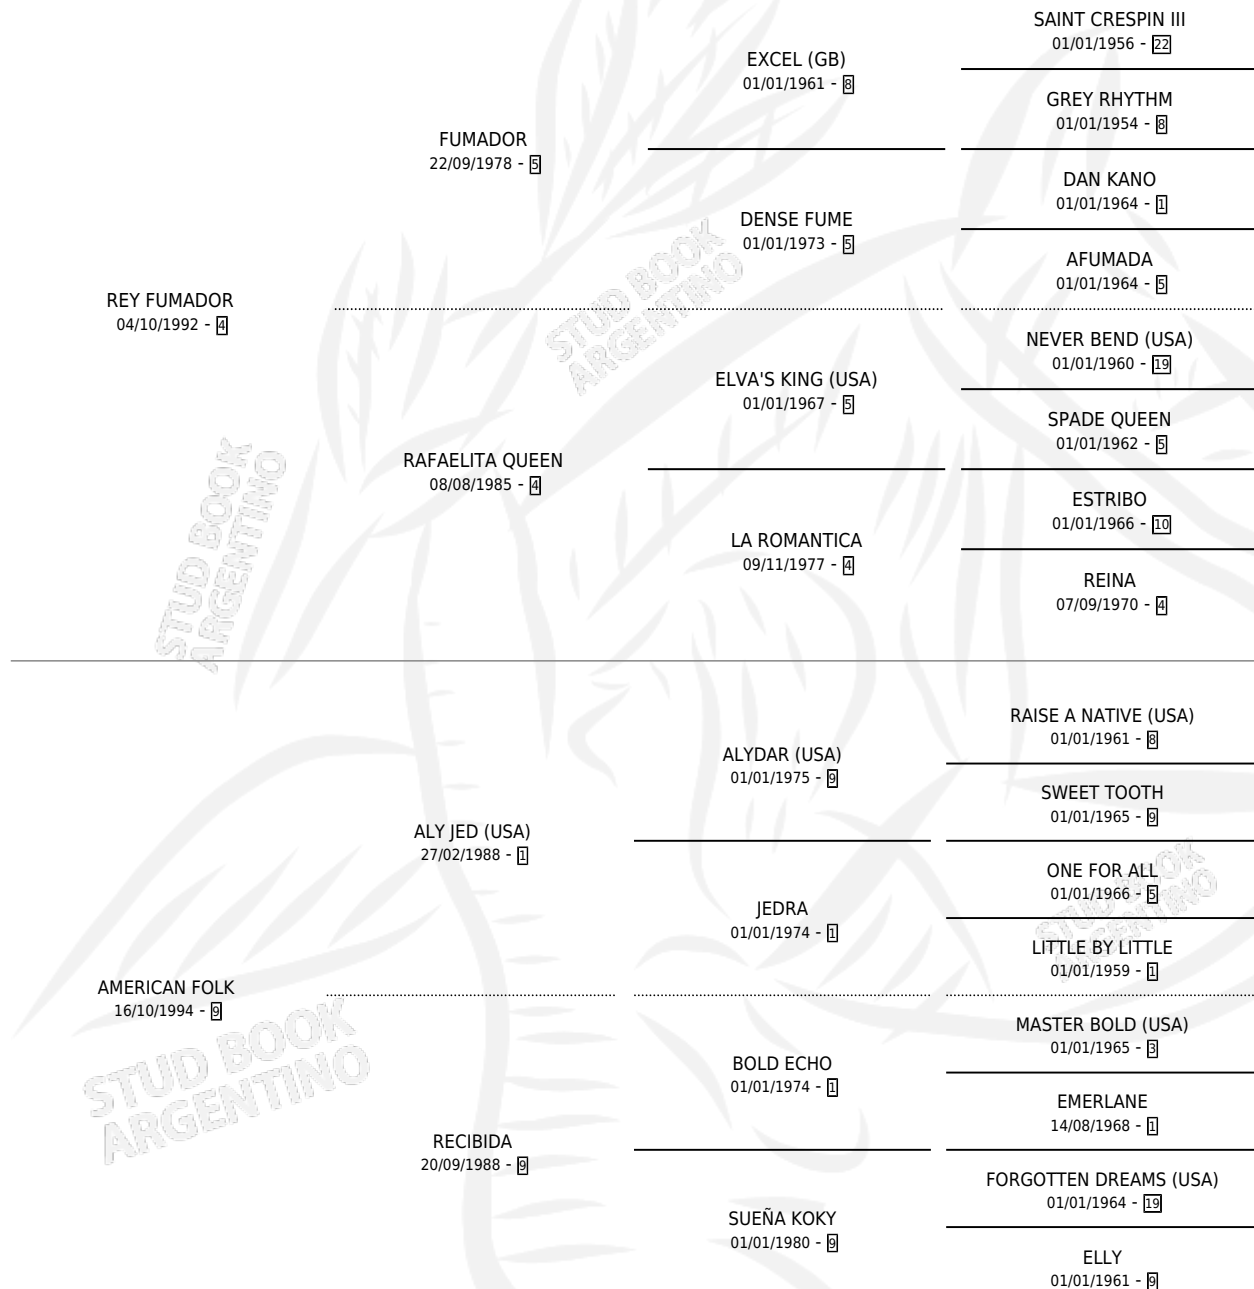 SAINT CRESPIN III
01/01/1956 - 22
EXCEL (GB)
01/01/1961 - 8
GREY RHYTHM
01/01/1954 - 8
FUMADOR
22/09/1978 - 5
DAN KANO
01/01/1964 - 1
DENSE FUME
01/01/1973 - 5
AFUMADA
01/01/1964 - 5
REY FUMADOR
04/10/1992 - 4
NEVER BEND (USA)
01/01/1960 - 19
ELVA'S KING (USA)
01/01/1967 - 5
SPADE QUEEN
01/01/1962 - 5
RAFAELITA QUEEN
08/08/1985 - 4
ESTRIBO
01/01/1966 - 10
LA ROMANTICA
09/11/1977 - 4
REINA
07/09/1970 - 4
RAISE A NATIVE (USA)
01/01/1961 - 8
ALYDAR (USA)
01/01/1975 - 9
SWEET TOOTH
01/01/1965 - 9
ALY JED (USA)
27/02/1988 - 1
ONE FOR ALL
01/01/1966 - 5
JEDRA
01/01/1974 - 1
LITTLE BY LITTLE
01/01/1959 - 1
AMERICAN FOLK
16/10/1994 - 9
MASTER BOLD (USA)
01/01/1965 - 3
BOLD ECHO
01/01/1974 - 1
EMERLANE
14/08/1968 - 1
RECIBIDA
20/09/1988 - 9
FORGOTTEN DREAMS (USA)
01/01/1964 - 19
SUEÑA KOKY
01/01/1980 - 9
ELLY
01/01/1961 - 9
STUD BOOK
ARGENTINO
STUD BOOK
ARGENTINO
STUD BOOK
ARGENTINO
STUD BOOK
ARGENTINO